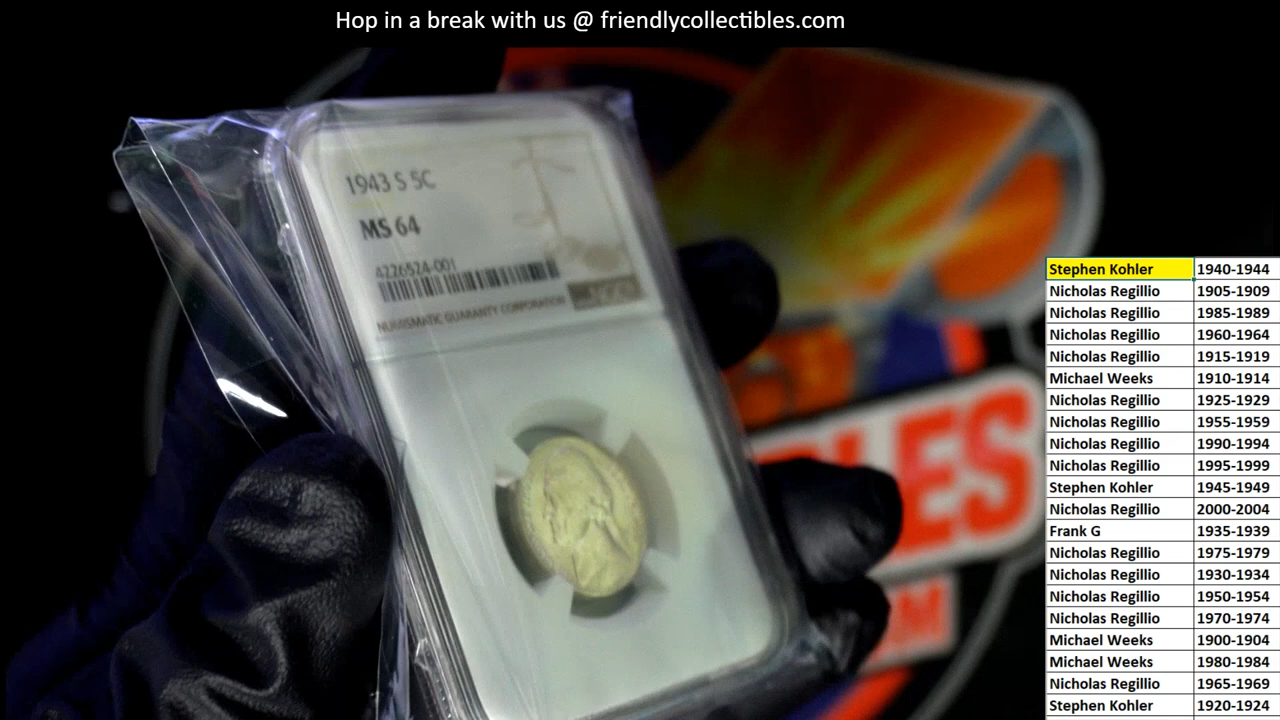 Hop in a break with us @ friendlycollectibles.com
1943 S 5C
MS 64
4226524-001
NUMISMATIC GUARANTY CORPORATION
LES
Stephen Kohler 1940-1944
Nicholas Regillio 1905-1909
Nicholas Regillio 1985-1989
Nicholas Regillio 1960-1964
Nicholas Regillio 1915-1919
Michael Weeks 1910-1914
Nicholas Regillio 1925-1929
Nicholas Regillio 1955-1959
Nicholas Regillio 1990-1994
Nicholas Regillio 1995-1999
Stephen Kohler 1945-1949
Nicholas Regillio 2000-2004
Frank G 1935-1939
Nicholas Regillio 1975-1979
Nicholas Regillio 1930-1934
Nicholas Regillio 1950-1954
Nicholas Regillio 1970-1974
Michael Weeks 1900-1904
Michael Weeks 1980-1984
Nicholas Regillio 1965-1969
Stephen Kohler 1920-1924